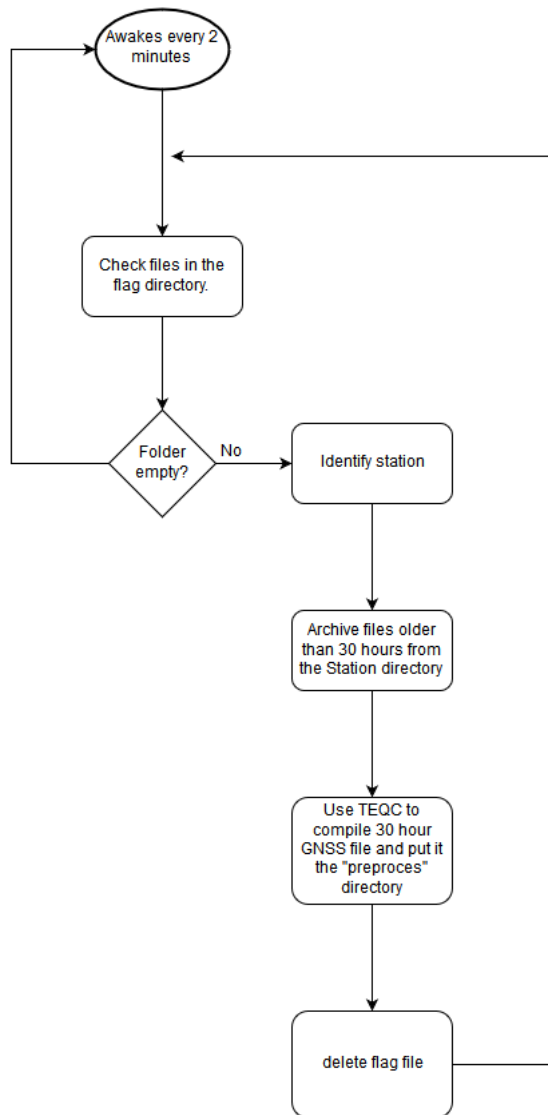 Awakes every 2
minutes
Check files in the
flag directory.
Folder
empty?
No
Identify station
Archive files older
than 30 hours from
the Station directory
Use TEQC to
compile 30 hour
GNSS file and put it
the "preproces"
directory
delete flag file